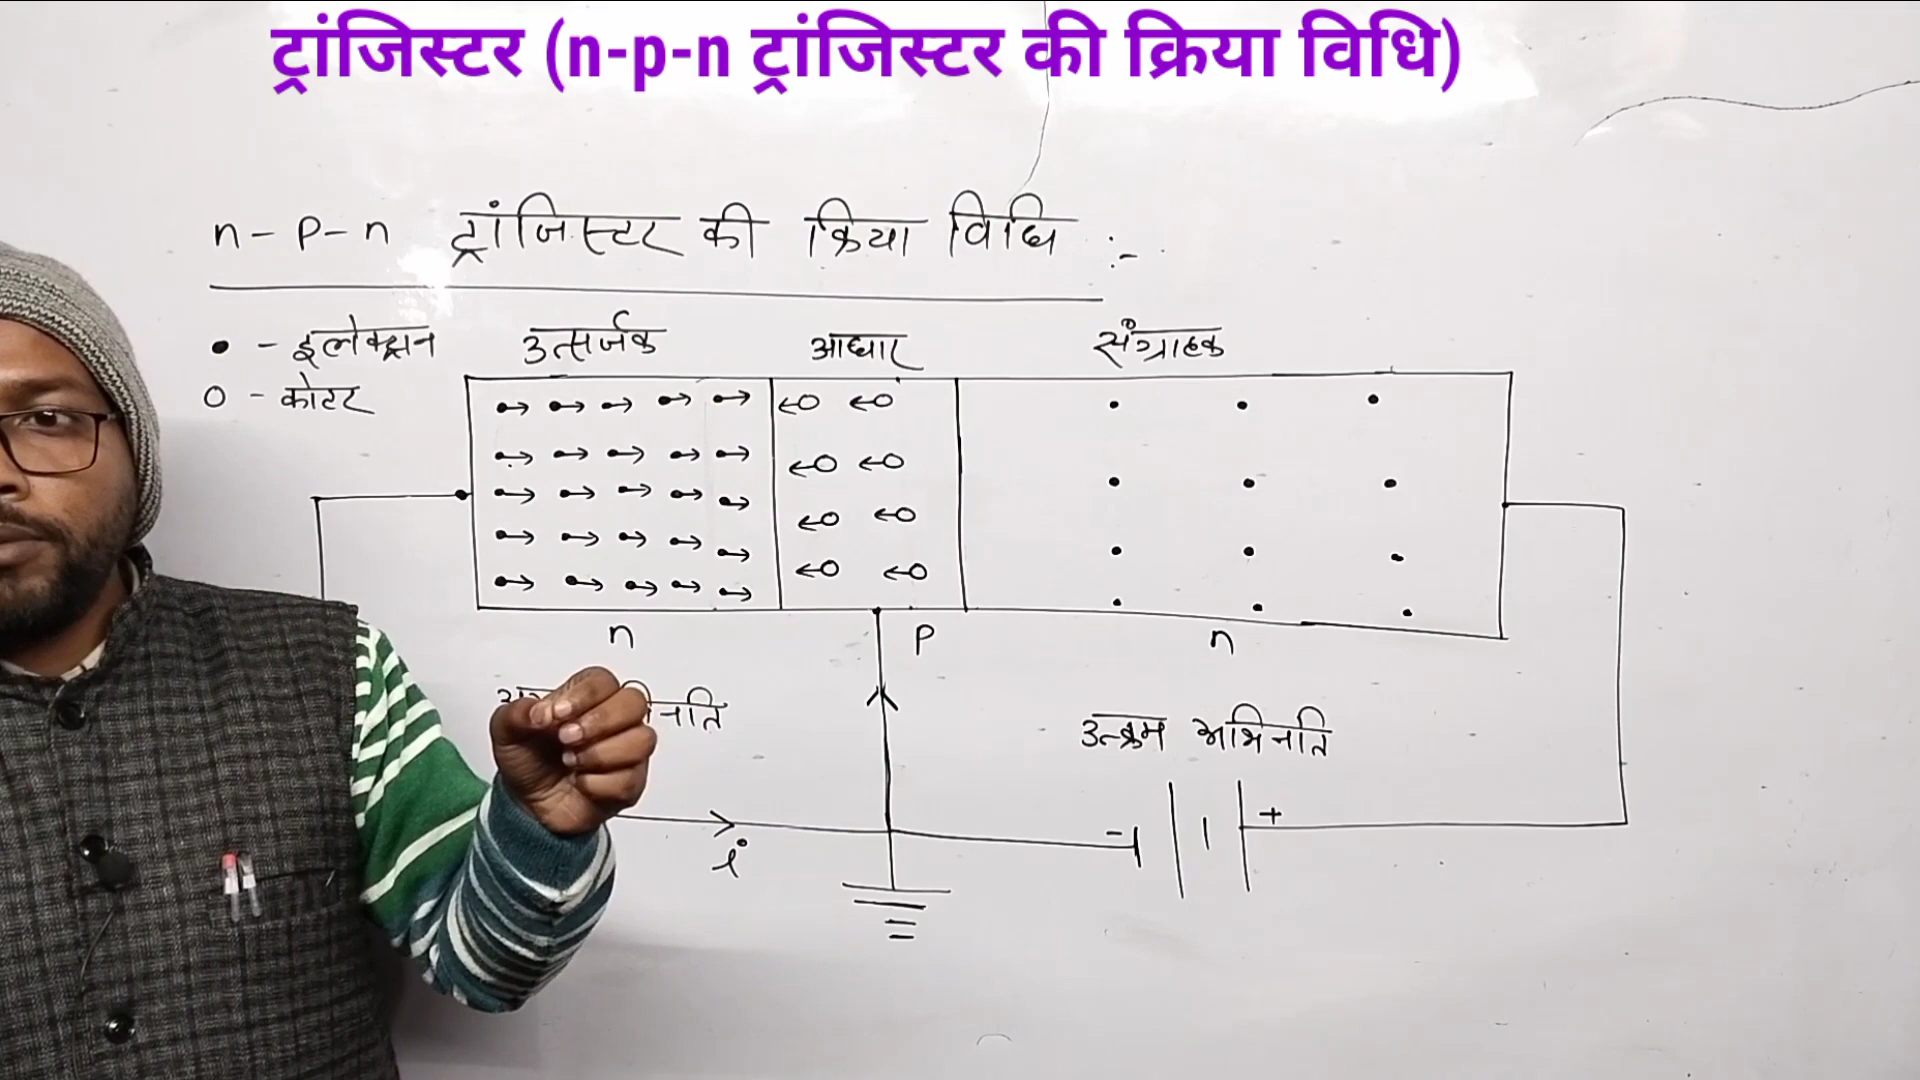 ट्रांजिस्टर (n-p-n ट्रांजिस्टर की क्रिया विधि)
n-p-n ट्रांजिस्टर की क्रिया विधि :-
• - इलेक्ट्रान
उत्सर्जक आधार संग्राहक
o - कोटर
n p n
उत्क्रम अभिनति
- +
i